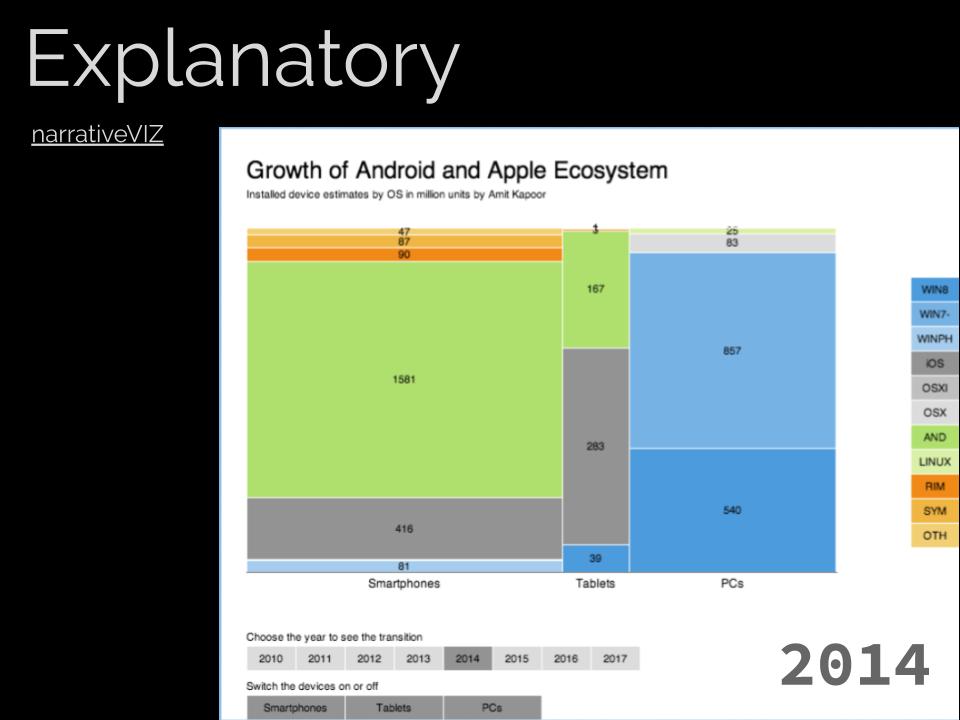 Explanatory
narrativeVIZ
Growth of Android and Apple Ecosystem
Installed device estimates by OS in million units by Amit Kapoor
47
87
90
1581
416
81
167
283
39
25
83
857
540
Smartphones Tablets PCs
WIN8
WIN7-
WINPH
iOS
OSXI
OSX
AND
LINUX
RIM
SYM
OTH
Choose the year to see the transition
2010 2011 2012 2013 2014 2015 2016 2017
2014
Switch the devices on or off
Smartphones Tablets PCs